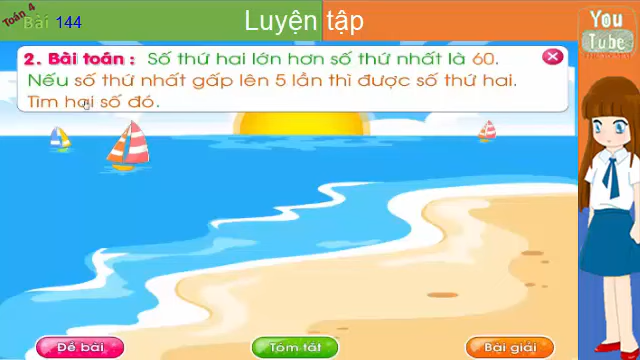 Toán 4
Bài 144
Luyện tập
You
Tube
2. Bài toán : Số thứ hai lớn hơn số thứ nhất là 60.
Nếu số thứ nhất gấp lên 5 lần thì được số thứ hai.
Tìm hai số đó.
Đề bài
Tóm tắt
Bài giải